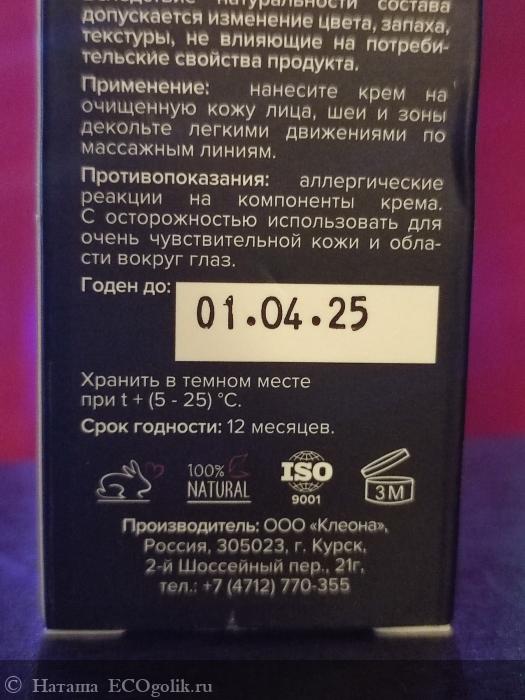 Вследствие натуральности состава
допускается изменение цвета, запаха,
текстуры, не влияющие на потреби-
тельские свойства продукта.
Применение: нанесите крем на
очищенную кожу лица, шеи и зоны
декольте легкими движениями по
массажным линиям.
Противопоказания: аллергические
реакции на компоненты крема.
С осторожностью использовать для
очень чувствительной кожи и обла-
сти вокруг глаз.
Годен до:
01.04.25
Хранить в темном месте
при t + (5 - 25) °C.
Срок годности: 12 месяцев.
100%
NATURAL
ISO
9001
3М
Производитель: ООО «Клеона»,
Россия, 305023, г. Курск,
2-й Шоссейный пер., 21г,
тел.: +7 (4712) 770-355
© Наташа ECOgolik.ru